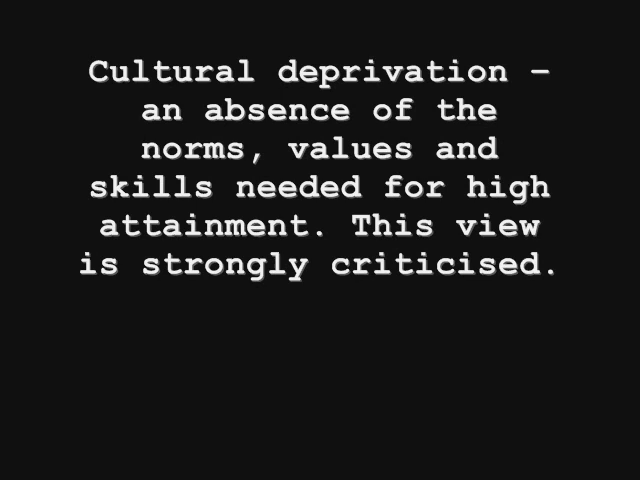 Cultural deprivation –
an absence of the
norms, values and
skills needed for high
attainment. This view
is strongly criticised.